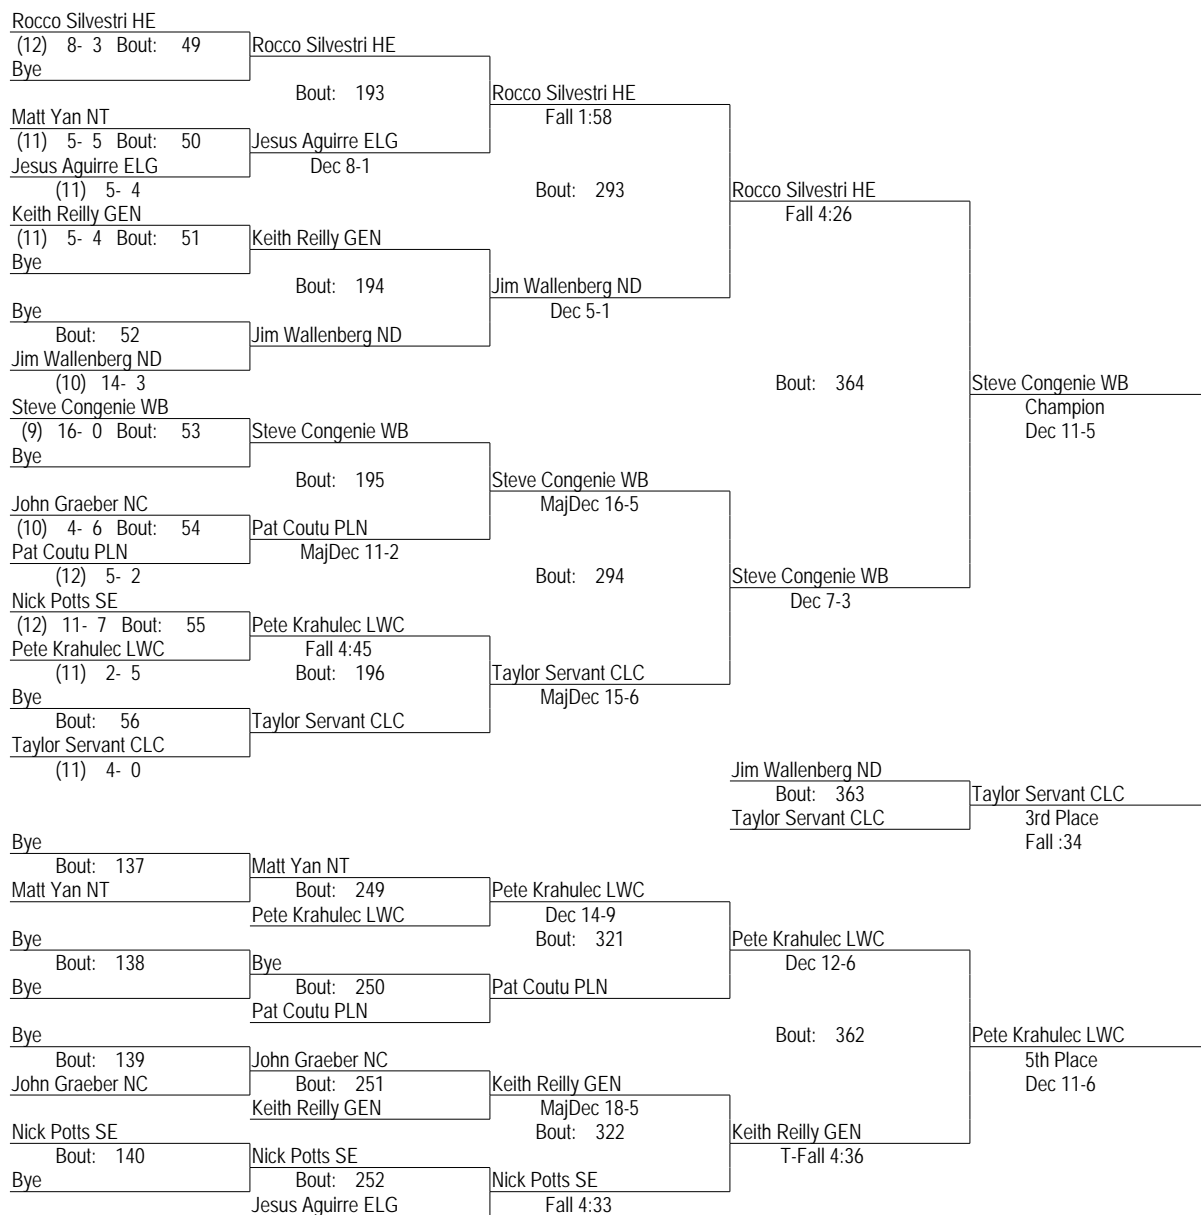 Rocco Silvestri HE
(12) 8- 3 Bout: 49 Rocco Silvestri HE
Bye
Bout: 193 Rocco Silvestri HE
Matt Yan NT Fall 1:58
(11) 5- 5 Bout: 50 Jesus Aguirre ELG
Jesus Aguirre ELG Dec 8-1
(11) 5- 4 Bout: 293 Rocco Silvestri HE
Keith Reilly GEN Fall 4:26
(11) 5- 4 Bout: 51 Keith Reilly GEN
Bye
Bout: 194 Jim Wallenberg ND
Bye Dec 5-1
Bout: 52 Jim Wallenberg ND
Jim Wallenberg ND
(10) 14- 3 Bout: 364 Steve Congenie WB
Steve Congenie WB Champion
(9) 16- 0 Bout: 53 Steve Congenie WB Dec 11-5
Bye
Bout: 195 Steve Congenie WB
John Graeber NC MajDec 16-5
(10) 4- 6 Bout: 54 Pat Coutu PLN
Pat Coutu PLN MajDec 11-2
(12) 5- 2 Bout: 294 Steve Congenie WB
Nick Potts SE Dec 7-3
(12) 11- 7 Bout: 55 Pete Krahulec LWC
Pete Krahulec LWC Fall 4:45
(11) 2- 5 Bout: 196 Taylor Servant CLC
Bye MajDec 15-6
Bout: 56 Taylor Servant CLC
Taylor Servant CLC
(11) 4- 0 Jim Wallenberg ND
Bout: 363 Taylor Servant CLC
Taylor Servant CLC 3rd Place
Bye Fall :34
Bout: 137 Matt Yan NT
Matt Yan NT Bout: 249 Pete Krahulec LWC
Pete Krahulec LWC Dec 14-9
Bye Bout: 321 Pete Krahulec LWC
Bout: 138 Bye Dec 12-6
Bye Bout: 250 Pat Coutu PLN
Pat Coutu PLN
Bye Bout: 362 Pete Krahulec LWC
Bout: 139 John Graeber NC 5th Place
John Graeber NC Bout: 251 Keith Reilly GEN Dec 11-6
Keith Reilly GEN MajDec 18-5
Nick Potts SE Bout: 322 Keith Reilly GEN
Bout: 140 Nick Potts SE T-Fall 4:36
Bye Bout: 252 Nick Potts SE
Jesus Aguirre ELG Fall 4:33